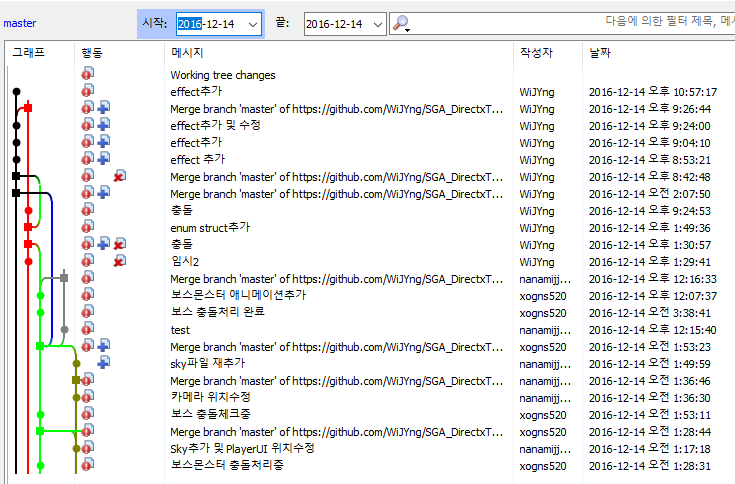 master 시작: 2016-12-14 끝: 2016-12-14 다음에 의한 필터 제목, 메시
그래프 행동 메시지 작성자 날짜
Working tree changes
effect추가 WiJYng 2016-12-14 오후 10:57:17
Merge branch 'master' of https://github.com/WiJYng/SGA_DirectxT... WiJYng 2016-12-14 오후 9:26:44
effect추가 및 수정 WiJYng 2016-12-14 오후 9:24:00
effect추가 WiJYng 2016-12-14 오후 9:04:10
effect 추가 WiJYng 2016-12-14 오후 8:53:21
Merge branch 'master' of https://github.com/WiJYng/SGA_DirectxT... WiJYng 2016-12-14 오후 8:42:48
Merge branch 'master' of https://github.com/WiJYng/SGA_DirectxT... WiJYng 2016-12-14 오전 2:07:50
충돌 WiJYng 2016-12-14 오후 9:24:53
enum struct추가 WiJYng 2016-12-14 오후 1:49:36
충돌 WiJYng 2016-12-14 오후 1:30:57
임시2 WiJYng 2016-12-14 오후 1:29:41
Merge branch 'master' of https://github.com/WiJYng/SGA_DirectxT... nanamijj... 2016-12-14 오후 12:16:33
보스몬스터 애니메이션추가 xogns520 2016-12-14 오후 12:07:37
보스 충돌처리 완료 xogns520 2016-12-14 오전 3:38:41
test nanamijj... 2016-12-14 오후 12:15:40
Merge branch 'master' of https://github.com/WiJYng/SGA_DirectxT... xogns520 2016-12-14 오전 1:53:23
sky파일 재추가 nanamijj... 2016-12-14 오전 1:49:59
Merge branch 'master' of https://github.com/WiJYng/SGA_DirectxT... nanamijj... 2016-12-14 오전 1:36:46
카메라 위치수정 nanamijj... 2016-12-14 오전 1:36:30
보스 충돌체크중 xogns520 2016-12-14 오전 1:53:11
Merge branch 'master' of https://github.com/WiJYng/SGA_DirectxT... xogns520 2016-12-14 오전 1:28:44
Sky추가 및 PlayerUI 위치수정 nanamijj... 2016-12-14 오전 1:17:18
보스몬스터 충돌처리중 xogns520 2016-12-14 오전 1:28:31